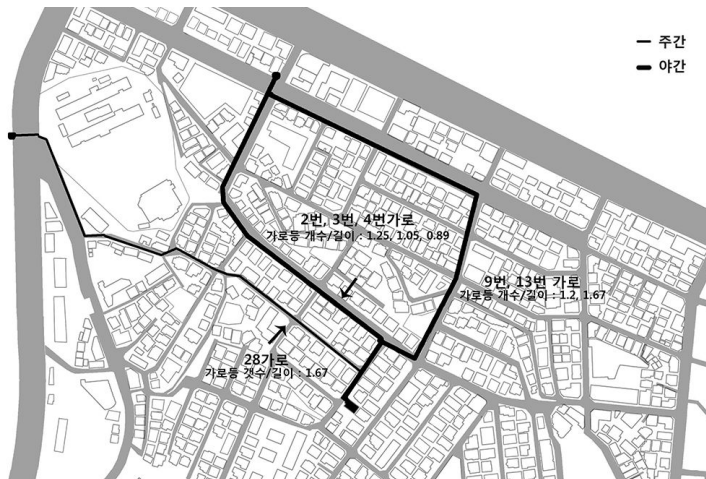 주간
야간
2번, 3번, 4번가로
가로등 개수/길이 : 1.25, 1.05, 0.89
9번, 13번 가로
가로등 개수/길이 : 1.2, 1.67
28가로
가로등 갯수/길이 : 1.67